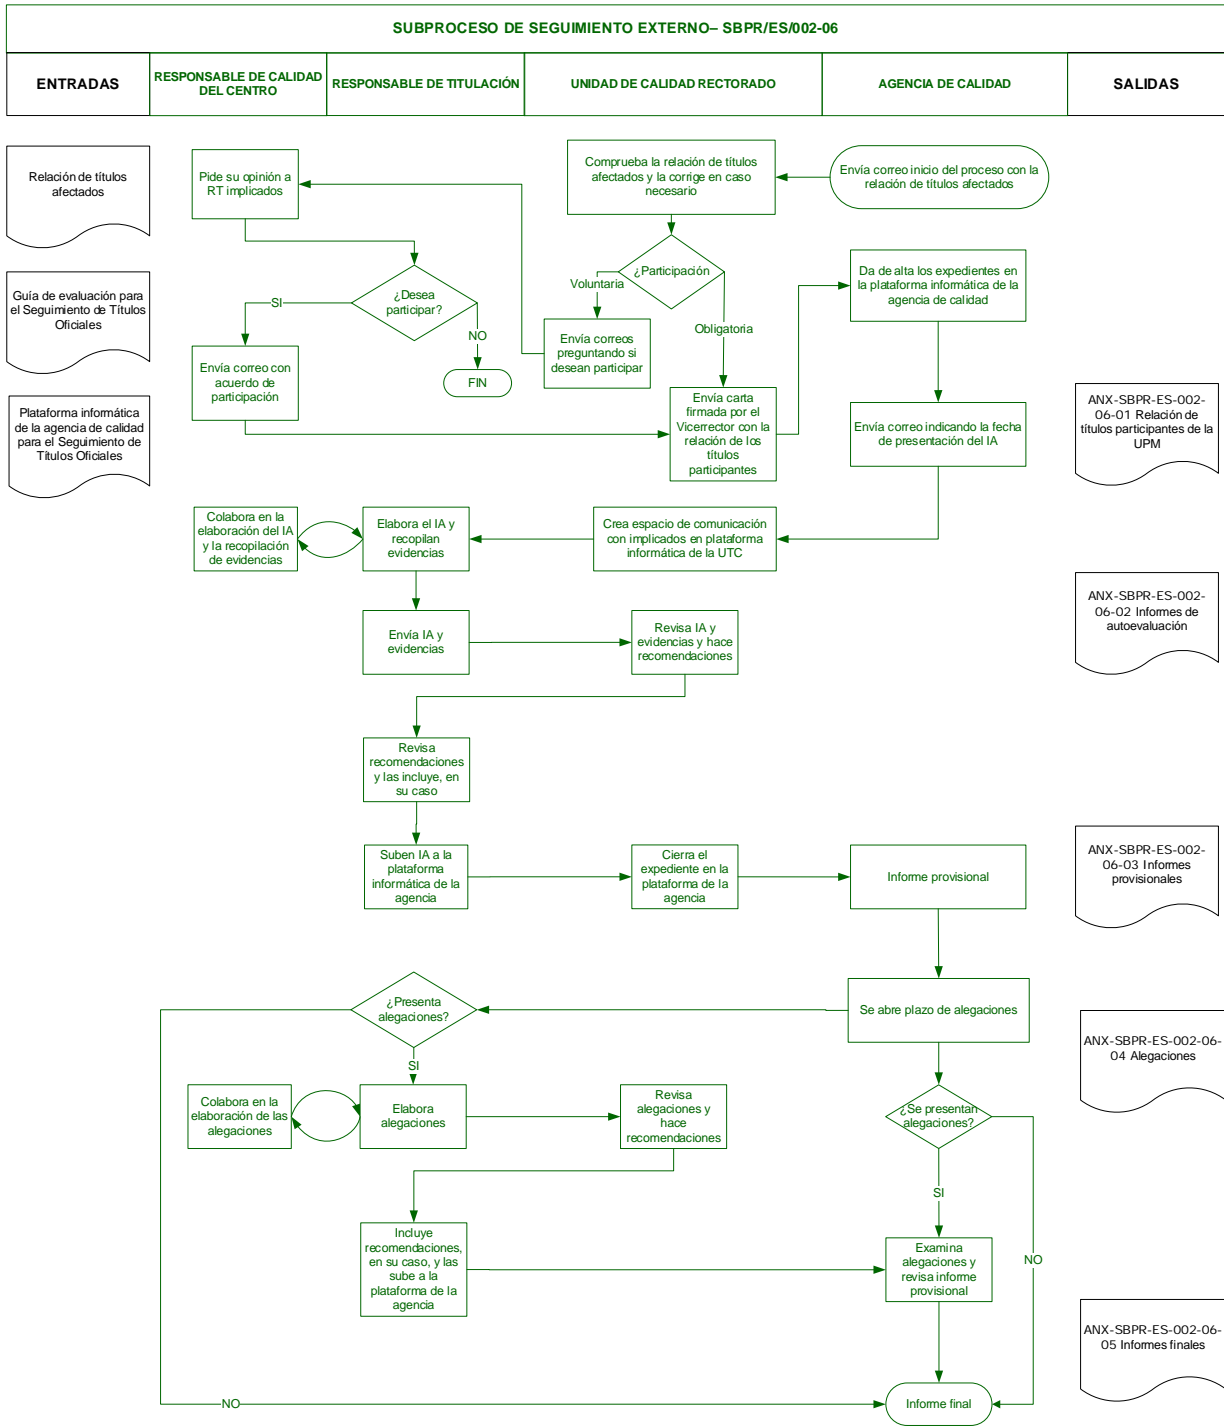 SUBPROCESO DE SEGUIMIENTO EXTERNO– SBPR/ES/002-06
ENTRADAS
RESPONSABLE DE CALIDAD
DEL CENTRO
RESPONSABLE DE TITULACIÓN
UNIDAD DE CALIDAD RECTORADO
AGENCIA DE CALIDAD
SALIDAS
Relación de títulos
afectados
Pide su opinión a
RT implicados
Comprueba la relación de títulos
afectados y la corrige en caso
necesario
Envía correo inicio del proceso con la
relación de títulos afectados
¿Participación
Voluntaria
Obligatoria
Guía de evaluación para
el Seguimiento de Títulos
Oficiales
¿Desea
participar?
SI
NO
FIN
Envía correos
preguntando si
desean participar
Da de alta los expedientes en
la plataforma informática de la
agencia de calidad
Envía correo con
acuerdo de
participación
Plataforma informática
de la agencia de calidad
para el Seguimiento de
Títulos Oficiales
Envía carta
firmada por el
Vicerrector con la
relación de los
títulos
participantes
Envía correo indicando la fecha
de presentación del IA
ANX-SBPR-ES-002-
06-01 Relación de
títulos participantes de la
UPM
Colabora en la
elaboración del IA
y la recopilación
de evidencias
Elabora el IA y
recopilan
evidencias
Crea espacio de comunicación
con implicados en plataforma
informática de la UTC
Envía IA y
evidencias
Revisa IA y
evidencias y hace
recomendaciones
ANX-SBPR-ES-002-
06-02 Informes de
autoevaluación
Revisa
recomendaciones
y las incluye, en
su caso
Suben IA a la
plataforma
informática de la
agencia
Cierra el
expediente en la
plataforma de la
agencia
Informe provisional
ANX-SBPR-ES-002-
06-03 Informes
provisionales
¿Presenta
alegaciones?
SI
Se abre plazo de alegaciones
ANX-SBPR-ES-002-06-
04 Alegaciones
Colabora en la
elaboración de las
alegaciones
Elabora
alegaciones
Revisa
alegaciones y
hace
recomendaciones
¿Se presentan
alegaciones?
SI
NO
Incluye
recomendaciones,
en su caso, y las
sube a la
plataforma de la
agencia
Examina
alegaciones y
revisa informe
provisional
ANX-SBPR-ES-002-06-
05 Informes finales
NO
Informe final